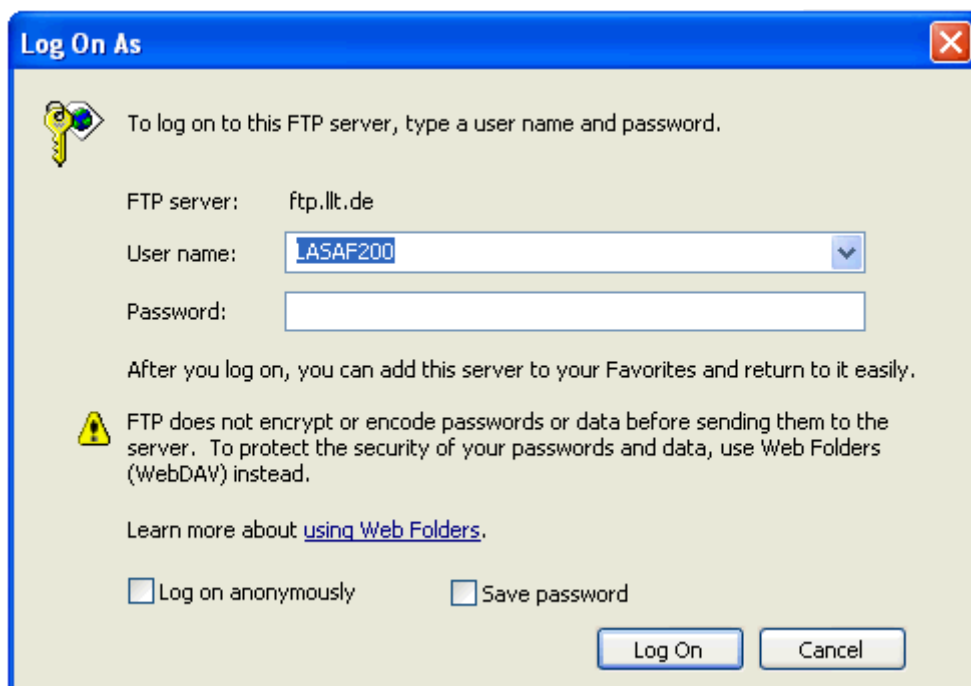 Log On As
To log on to this FTP server, type a user name and password.
FTP server: ftp.llt.de
User name: LASAF200
Password:
After you log on, you can add this server to your Favorites and return to it easily.
FTP does not encrypt or encode passwords or data before sending them to the
server. To protect the security of your passwords and data, use Web Folders
(WebDAV) instead.
Learn more about using Web Folders.
Log on anonymously Save password
Log On Cancel